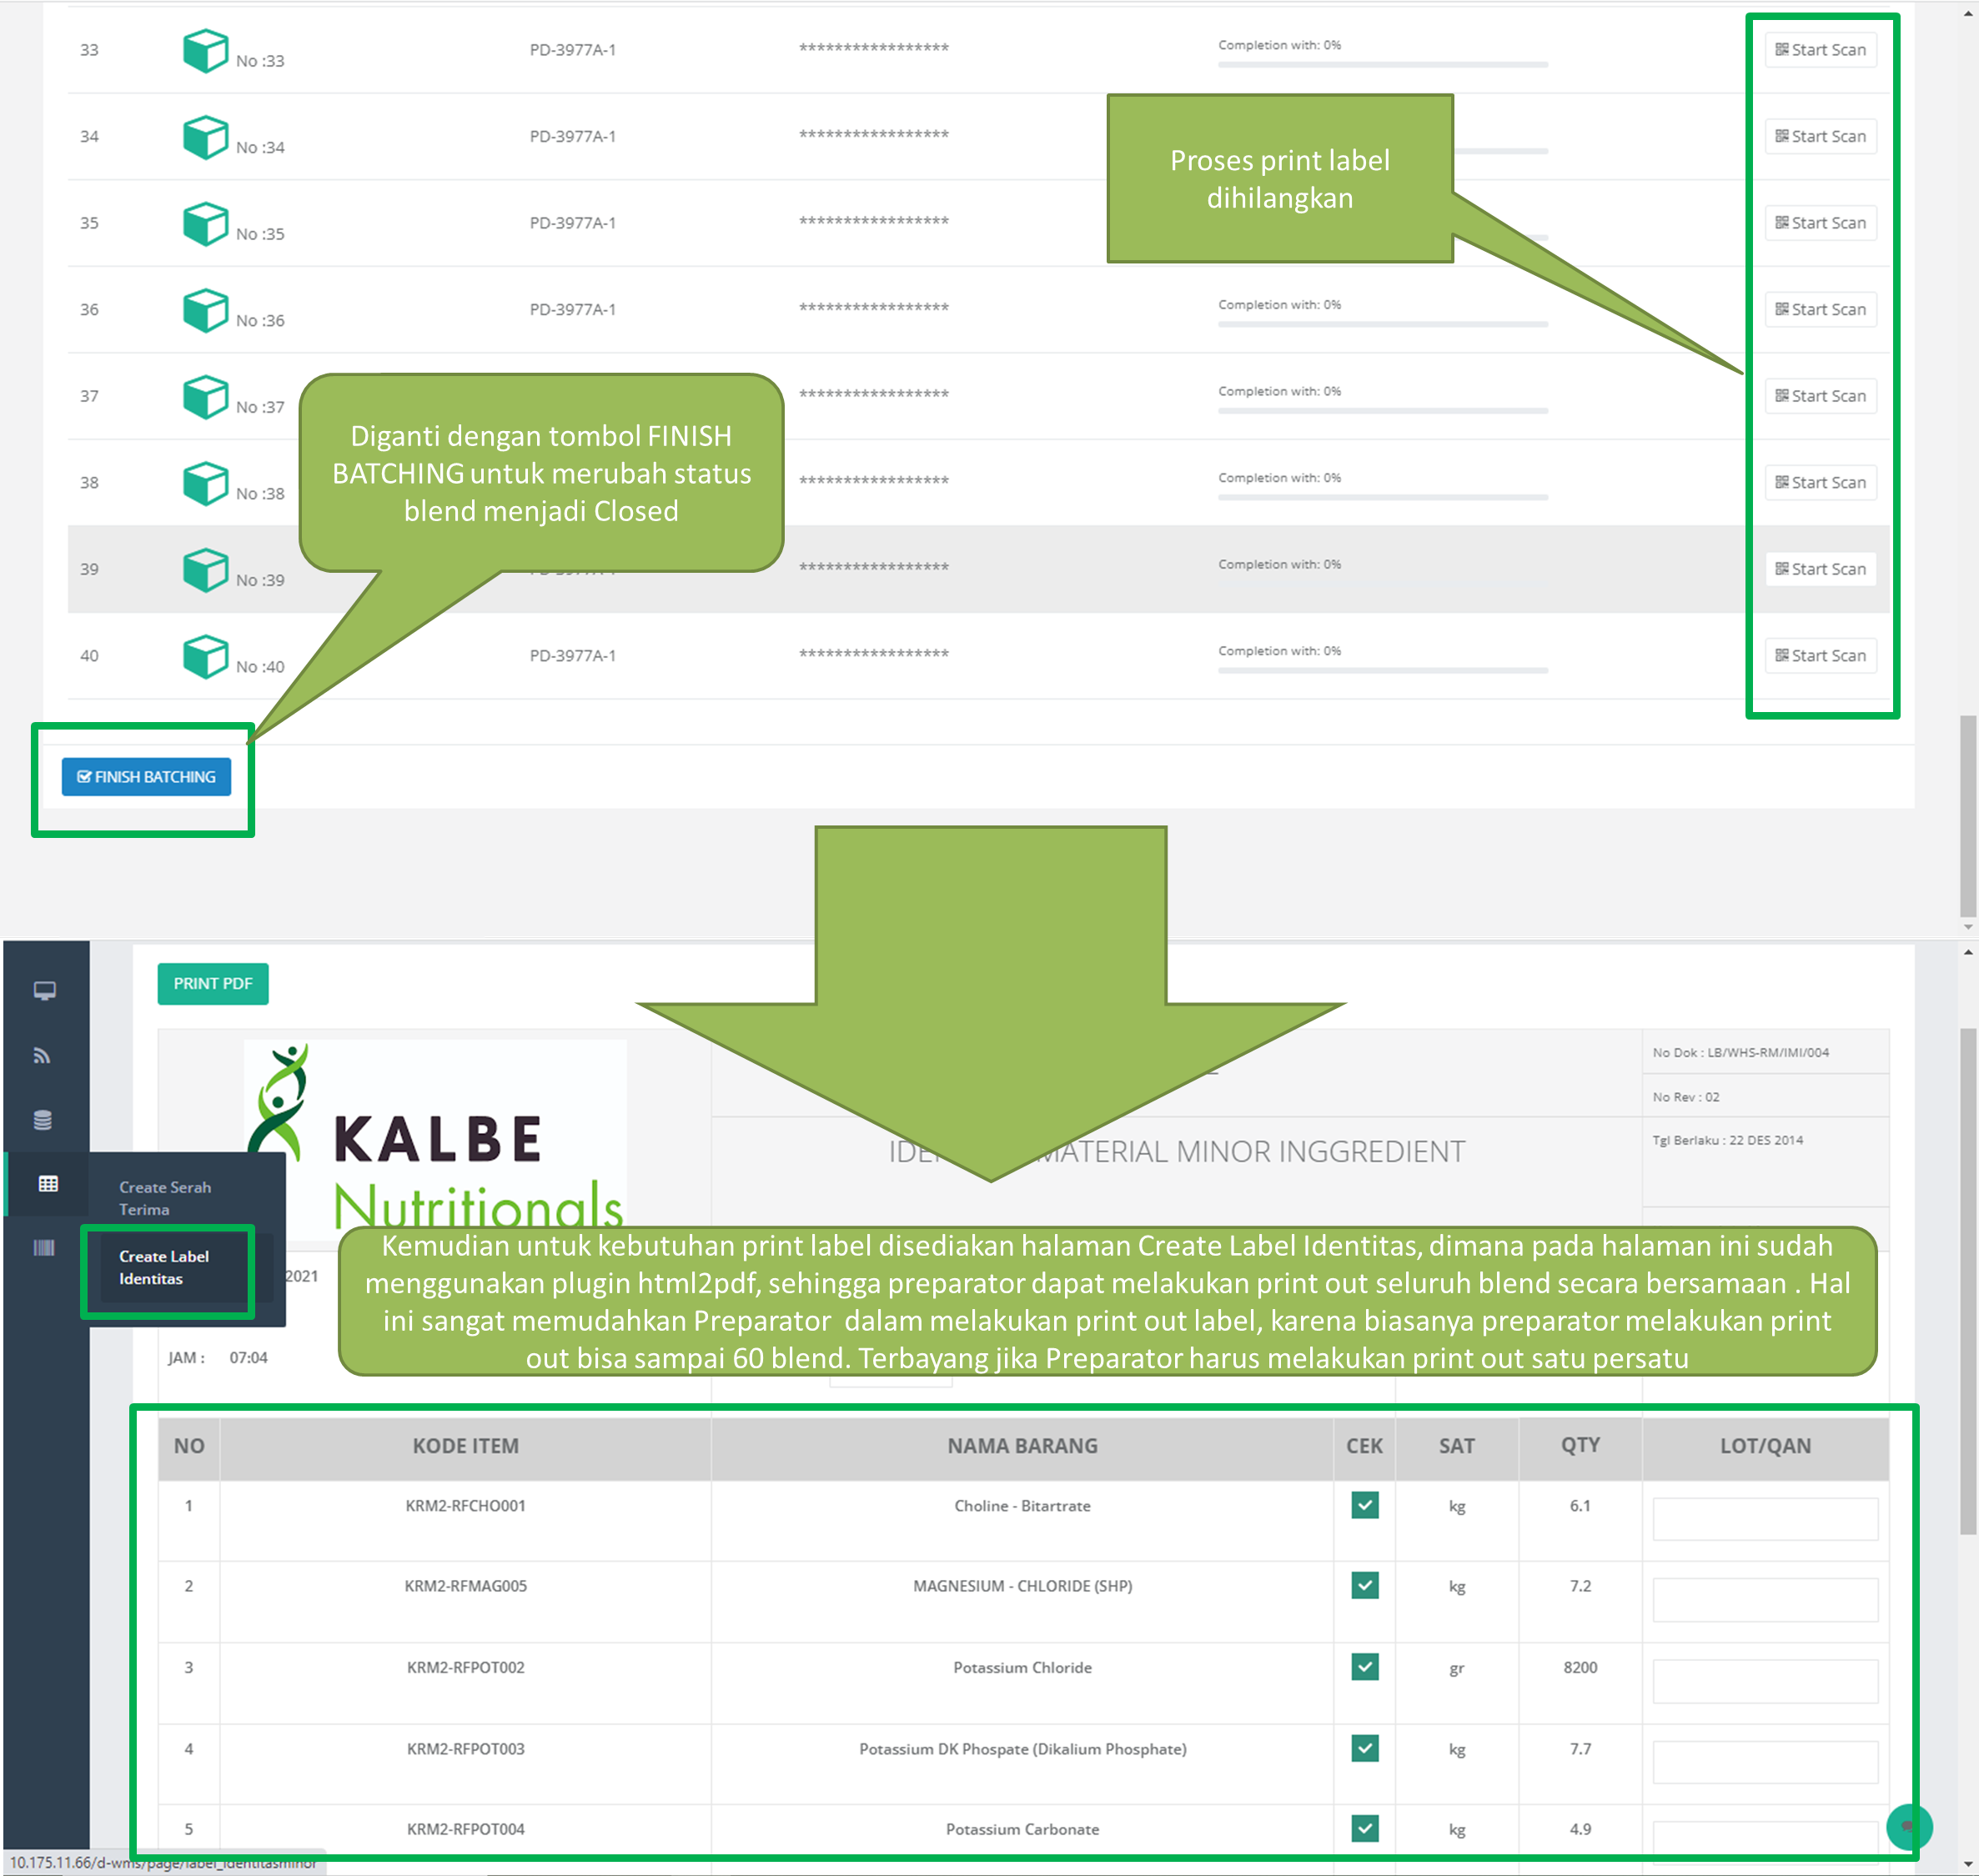 33 No :33 PD-3977A-1 ***************** Completion with: 0% Start Scan
34 No :34 PD-3977A-1 ***************** Start Scan
Proses print label
dihilangkan
35 No :35 PD-3977A-1 ***************** Start Scan
36 No :36 PD-3977A-1 ***************** Completion with: 0% Start Scan
37 No :37 ***************** Completion with: 0% Start Scan
Diganti dengan tombol FINISH
BATCHING untuk merubah status
blend menjadi Closed
38 No :38 ***************** Completion with: 0% Start Scan
39 No :39 ***************** Completion with: 0% Start Scan
40 No :40 PD-3977A-1 ***************** Completion with: 0% Start Scan
FINISH BATCHING
PRINT PDF
KALBE
Nutritionals
No Dok : LB/WHS-RM/IMI/004
No Rev : 02
MATERIAL MINOR INGGREDIENT
Tgl Berlaku : 22 DES 2014
Create Serah
Terima
Create Label
Identitas
2021
Kemudian untuk kebutuhan print label disediakan halaman Create Label Identitas, dimana pada halaman ini sudah
menggunakan plugin html2pdf, sehingga preparator dapat melakukan print out seluruh blend secara bersamaan . Hal
ini sangat memudahkan Preparator dalam melakukan print out label, karena biasanya preparator melakukan print
out bisa sampai 60 blend. Terbayang jika Preparator harus melakukan print out satu persatu
JAM : 07:04
NO KODE ITEM NAMA BARANG CEK SAT QTY LOT/QAN
1 KRM2-RFCHO001 Choline - Bitartrate kg 6.1
2 KRM2-RFMAG005 MAGNESIUM - CHLORIDE (SHP) kg 7.2
3 KRM2-RFPOT002 Potassium Chloride gr 8200
4 KRM2-RFPOT003 Potassium DK Phospate (Dikalium Phosphate) kg 7.7
5 KRM2-RFPOT004 Potassium Carbonate kg 4.9
10.175.11.66/d-wms/page/label_identitasminor